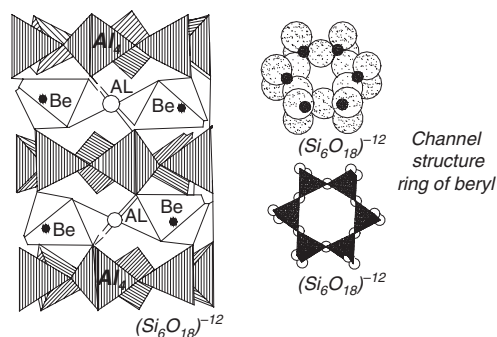 Al₄
AL
Be
Be
Be
AL
Be
Al₄
(Si₆O₁₈)⁻¹²
(Si₆O₁₈)⁻¹²
Channel
structure
ring of beryl
(Si₆O₁₈)⁻¹²